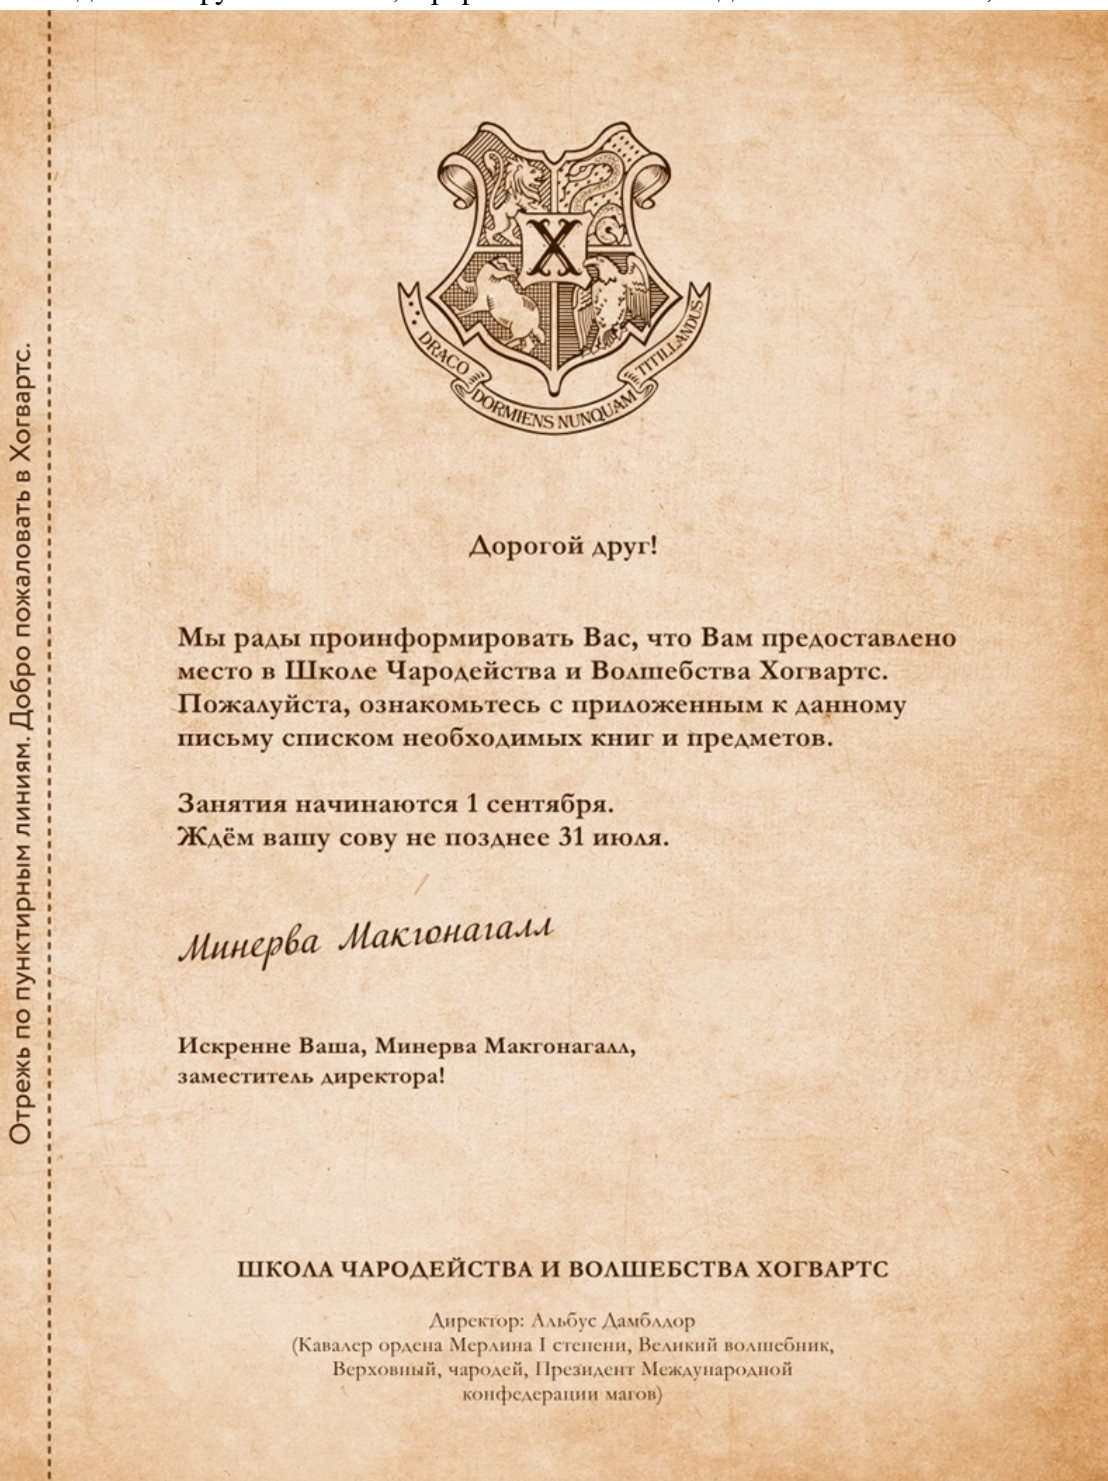 Отрежь по пунктирным линиям. Добро пожаловать в Хогвартс.
X
DRACO DORMIENS NUNQUAM TITILLANDUS
Дорогой друг!
Мы рады проинформировать Вас, что Вам предоставлено
место в Школе Чародейства и Волшебства Хогвартс.
Пожалуйста, ознакомьтесь с приложенным к данному
письму списком необходимых книг и предметов.
Занятия начинаются 1 сентября.
Ждём вашу сову не позднее 31 июля.
Минерва Макгонагалл
Искренне Ваша, Минерва Макгонагалл,
заместитель директора!
ШКОЛА ЧАРОДЕЙСТВА И ВОЛШЕБСТВА ХОГВАРТС
Директор: Альбус Дамблдор
(Кавалер ордена Мерлина I степени, Великий волшебник,
Верховный, чародей, Президент Международной
конфедерации магов)